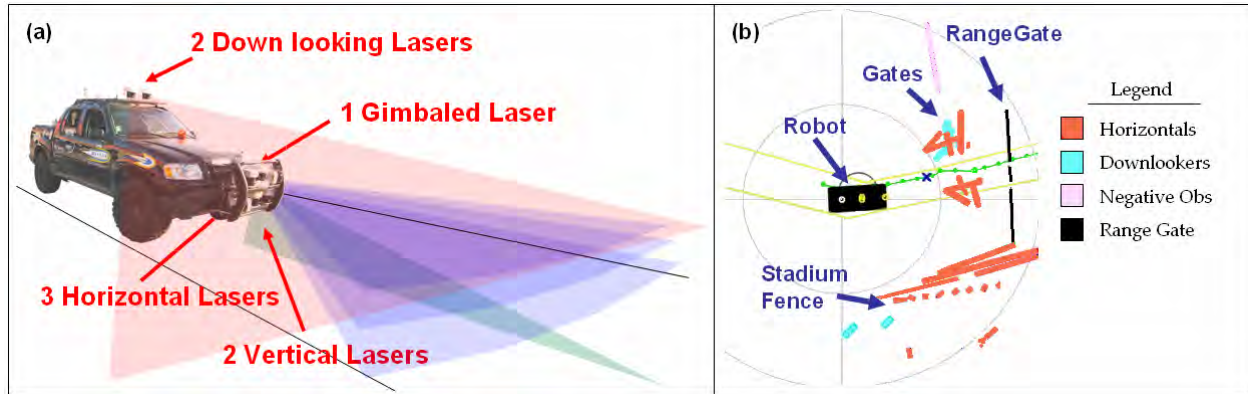 (a)
2 Down looking Lasers
1 Gimbaled Laser
3 Horizontal Lasers
2 Vertical Lasers
(b)
RangeGate
Gates
Robot
Stadium
Fence
Legend
Horizontals
Downlookers
Negative Obs
Range Gate